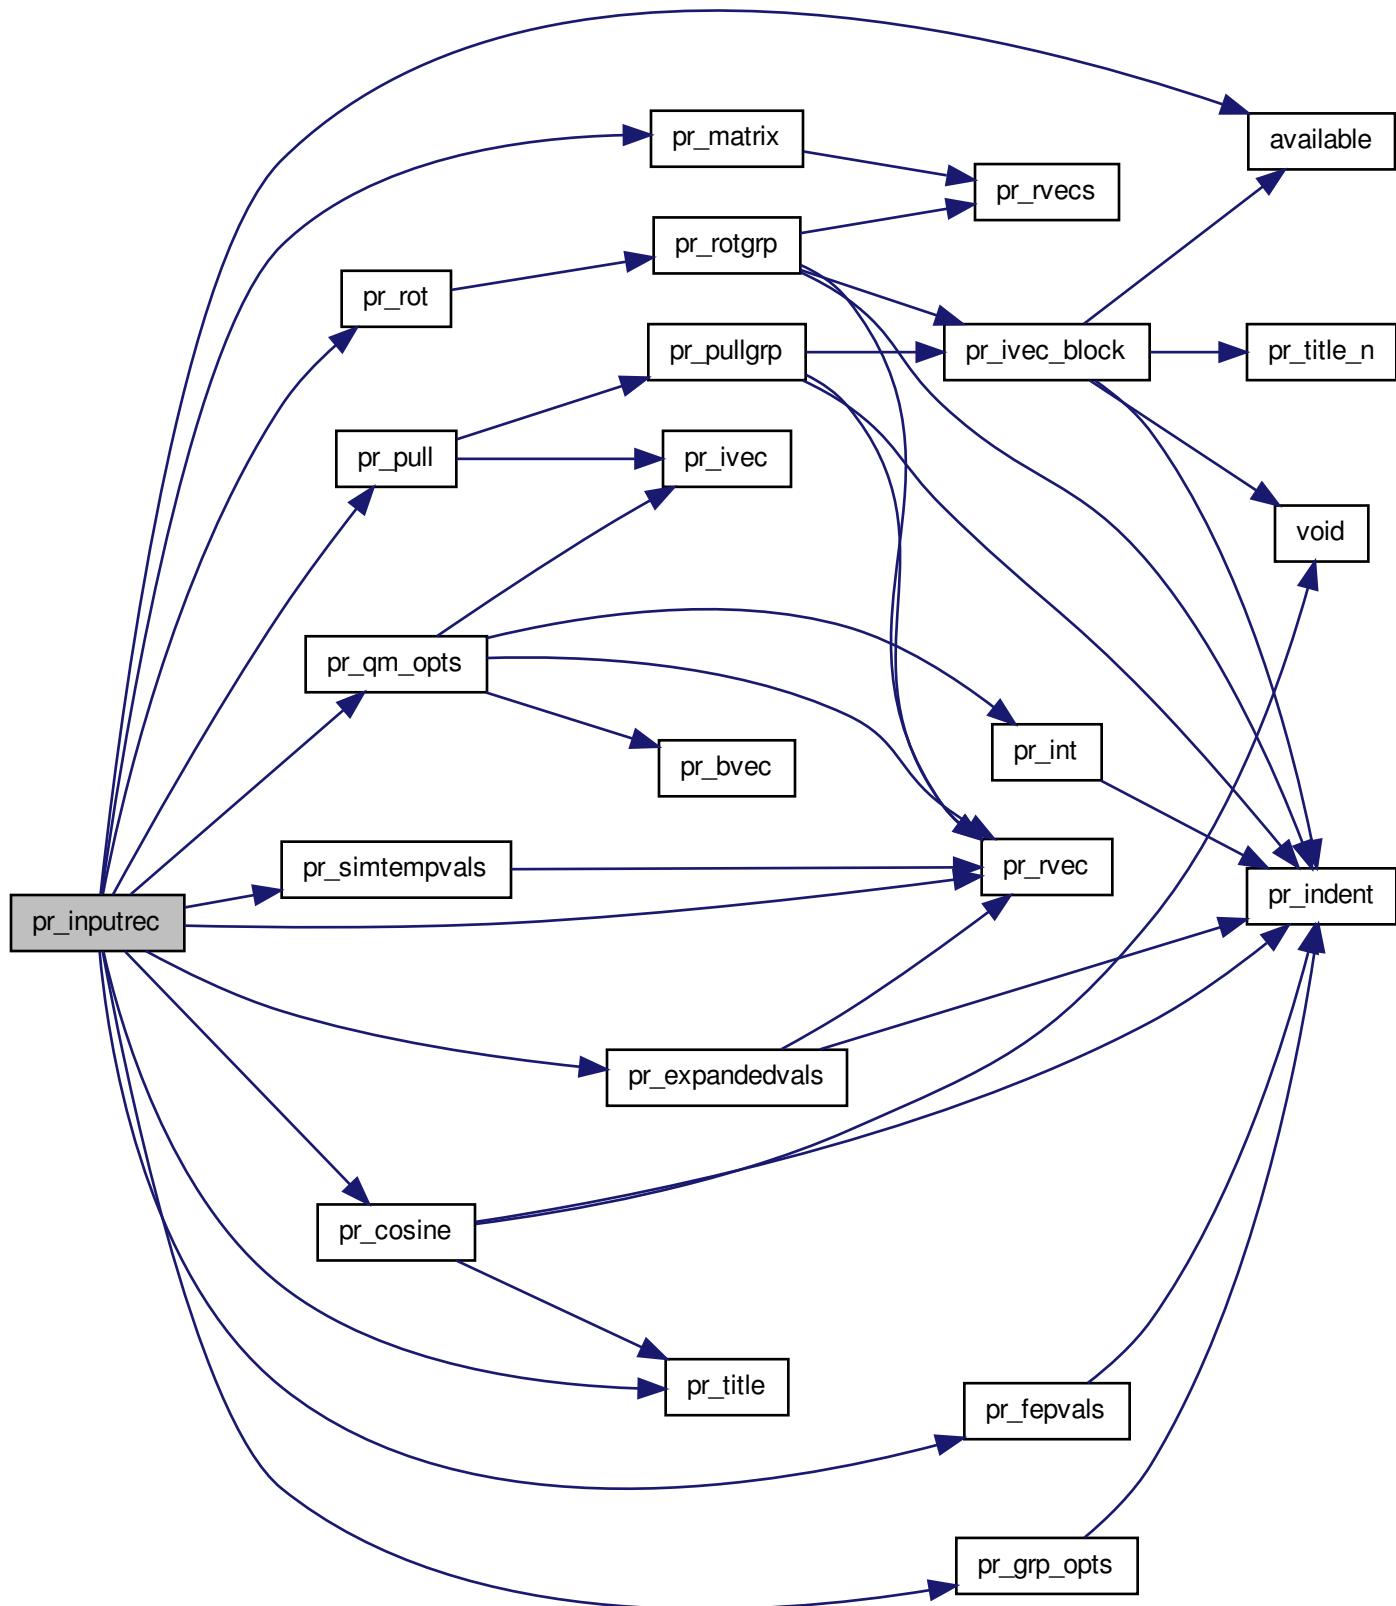 available
pr_matrix
pr_rvecs
pr_rotgrp
pr_rot
pr_pullgrp
pr_ivec_block
pr_title_n
pr_pull
pr_ivec
void
pr_qm_opts
pr_int
pr_bvec
pr_simtempvals
pr_rvec
pr_indent
pr_inputrec
pr_expandedvals
pr_cosine
pr_title
pr_fepvals
pr_grp_opts